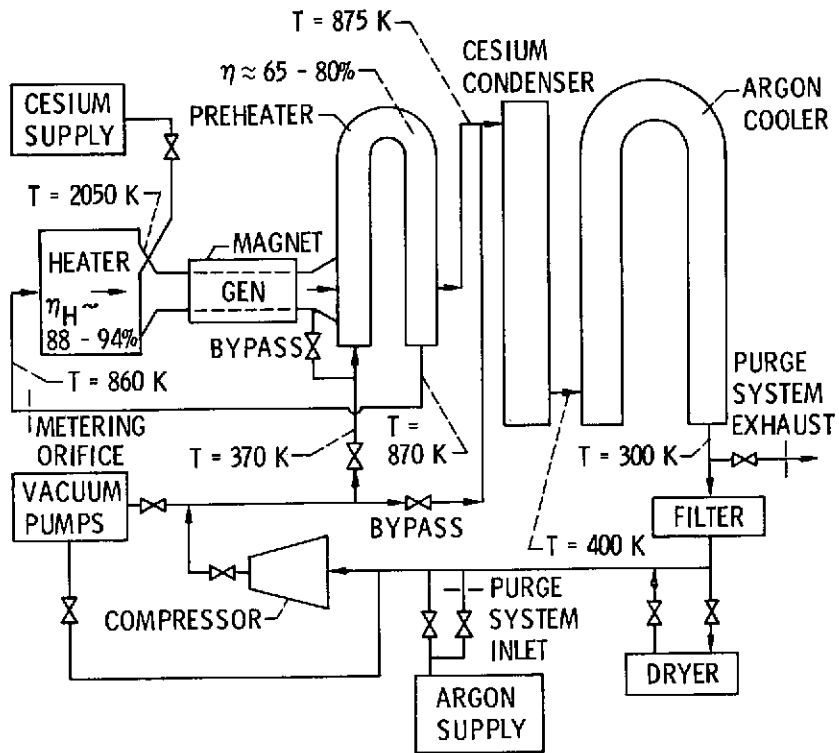 T = 875 K
CESIUM
CONDENSER
η ≈ 65 - 80%
PREHEATER
ARGON
COOLER
CESIUM
SUPPLY
T = 2050 K
HEATER
ηH ~
88 - 94%
MAGNET
GEN
BYPASS
T = 860 K
METERING
ORIFICE
T = 370 K
T =
870 K
PURGE
SYSTEM
EXHAUST
T = 300 K
VACUUM
PUMPS
BYPASS
T = 400 K
FILTER
COMPRESSOR
PURGE
SYSTEM
INLET
DRYER
ARGON
SUPPLY